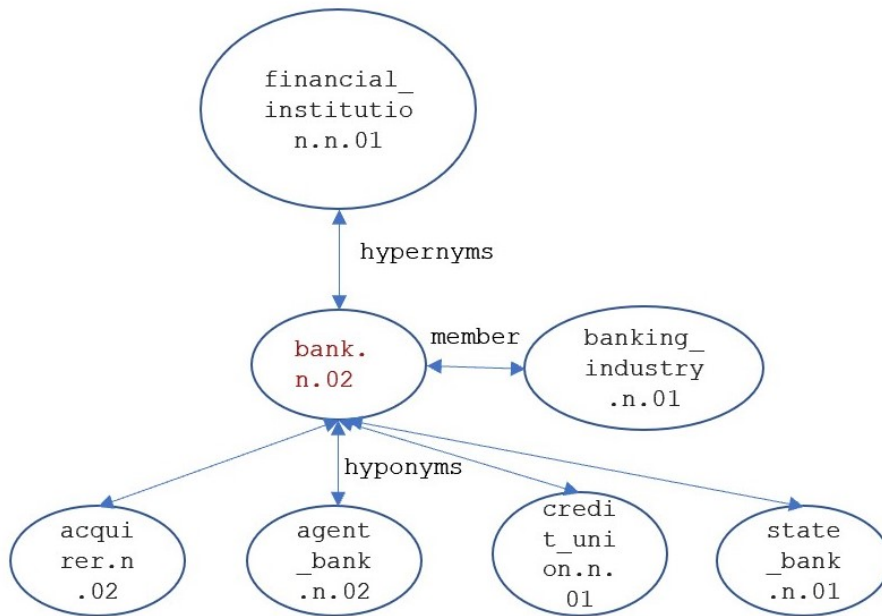 financial_
institutio
n.n.01
hypernyms
bank.
n.02
member
banking_
industry
.n.01
hyponyms
acqui
rer.n
.02
agent
_bank
.n.02
credi
t_uni
on.n.
01
state
_bank
.n.01